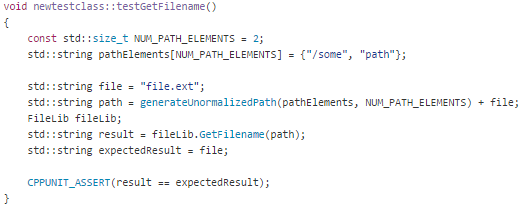 void newtestclass::testGetFilename()
{
    const std::size_t NUM_PATH_ELEMENTS = 2;
    std::string pathElements[NUM_PATH_ELEMENTS] = {"/some", "path"};

    std::string file = "file.ext";
    std::string path = generateUnormalizedPath(pathElements, NUM_PATH_ELEMENTS) + file;
    FileLib fileLib;
    std::string result = fileLib.GetFilename(path);
    std::string expectedResult = file;

    CPPUNIT_ASSERT(result == expectedResult);
}